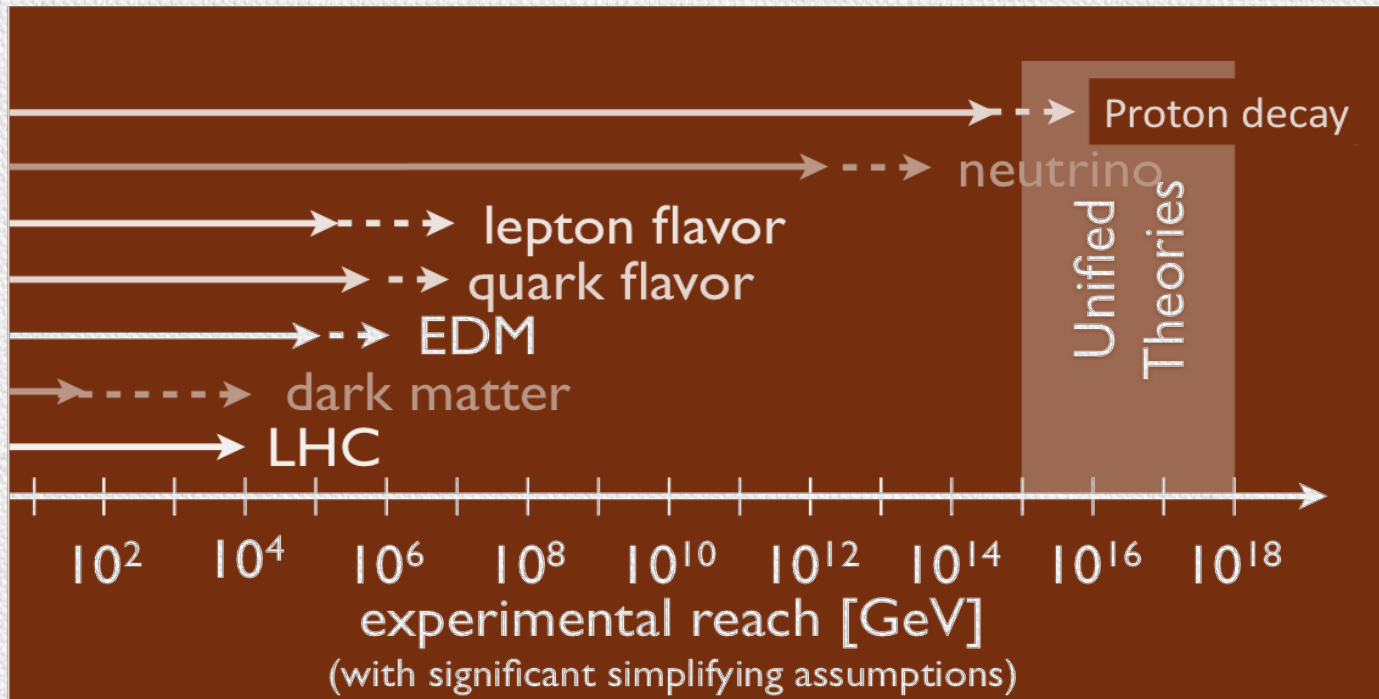 Proton decay
neutrino
lepton flavor
quark flavor
EDM
dark matter
LHC
Unified
Theories
10² 10⁴ 10⁶ 10⁸ 10¹⁰ 10¹² 10¹⁴ 10¹⁶ 10¹⁸
experimental reach [GeV]
(with significant simplifying assumptions)